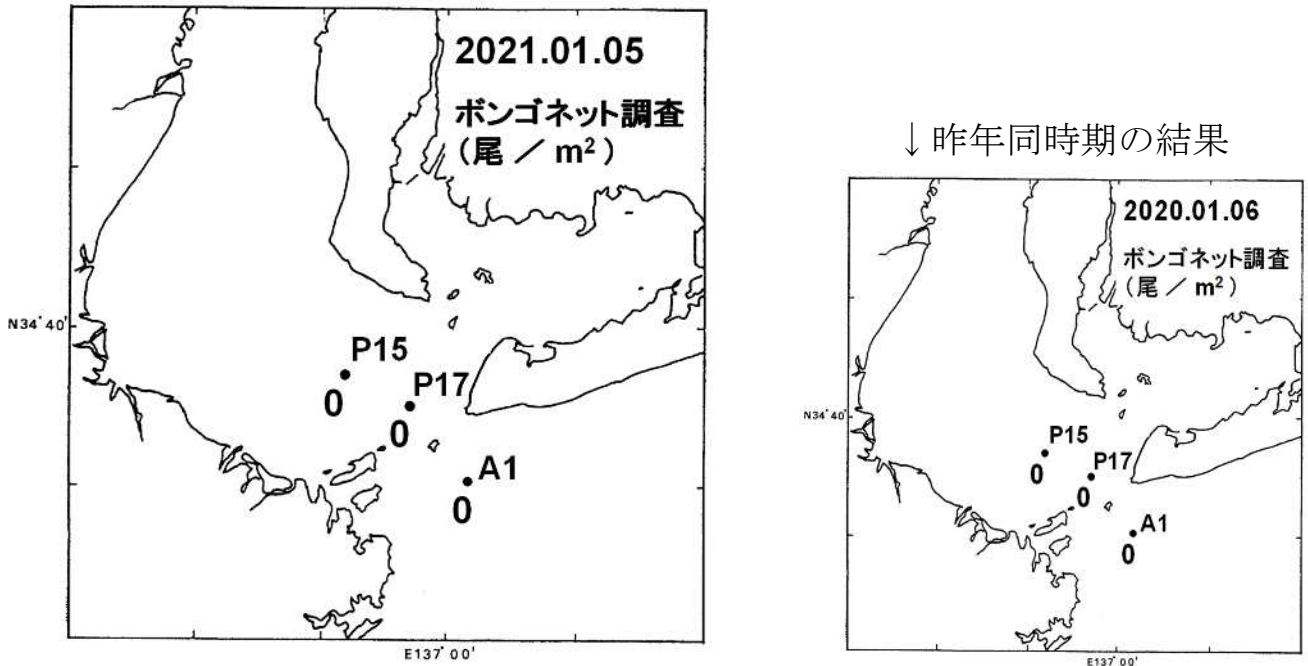 2021.01.05
ボンゴネット調査
(尾 ／ m²)
N34°40'
P15
0
P17
0
A1
0
E137°00'
↓昨年同時期の結果
2020.01.06
ボンゴネット調査
(尾 ／ m²)
N34°40'
P15
0
P17
0
A1
0
E137°00'